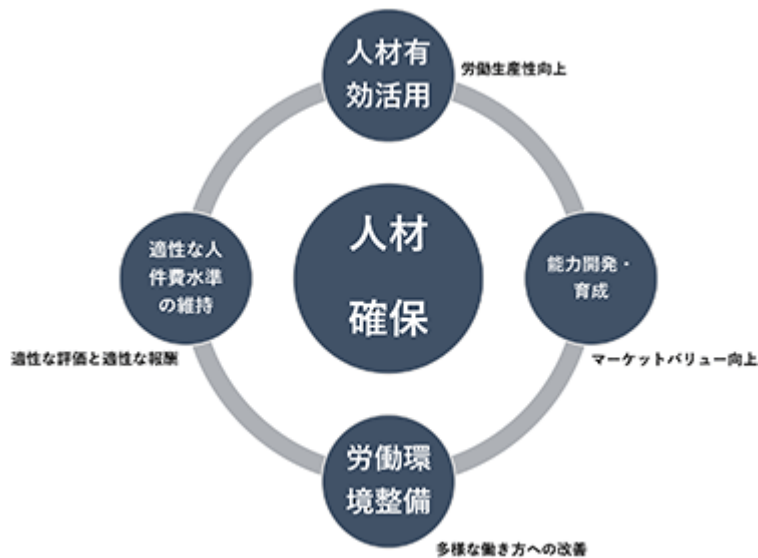 人材有
効活用
労働生産性向上
人材
確保
適性な人
件費水準
の維持
適性な評価と適性な報酬
能力開発・
育成
マーケットバリュー向上
労働環
境整備
多様な働き方への改善